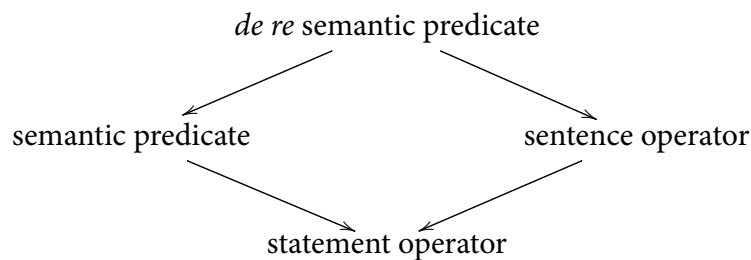 de re semantic predicate
semantic predicate
sentence operator
statement operator